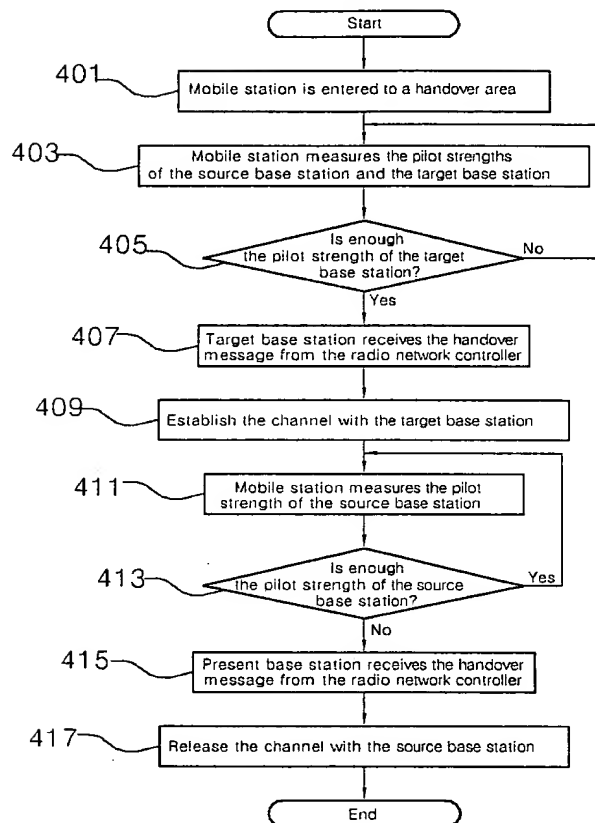 Start
401
Mobile station is entered to a handover area
403
Mobile station measures the pilot strengths
of the source base station and the target base station
405
Is enough
the pilot strength of the target
base station?
No
Yes
407
Target base station receives the handover
message from the radio network controller
409
Establish the channel with the target base station
411
Mobile station measures the pilot
strength of the source base station
413
Is enough
the pilot strength of the source
base station?
Yes
No
415
Present base station receives the handover
message from the radio network controller
417
Release the channel with the source base station
End